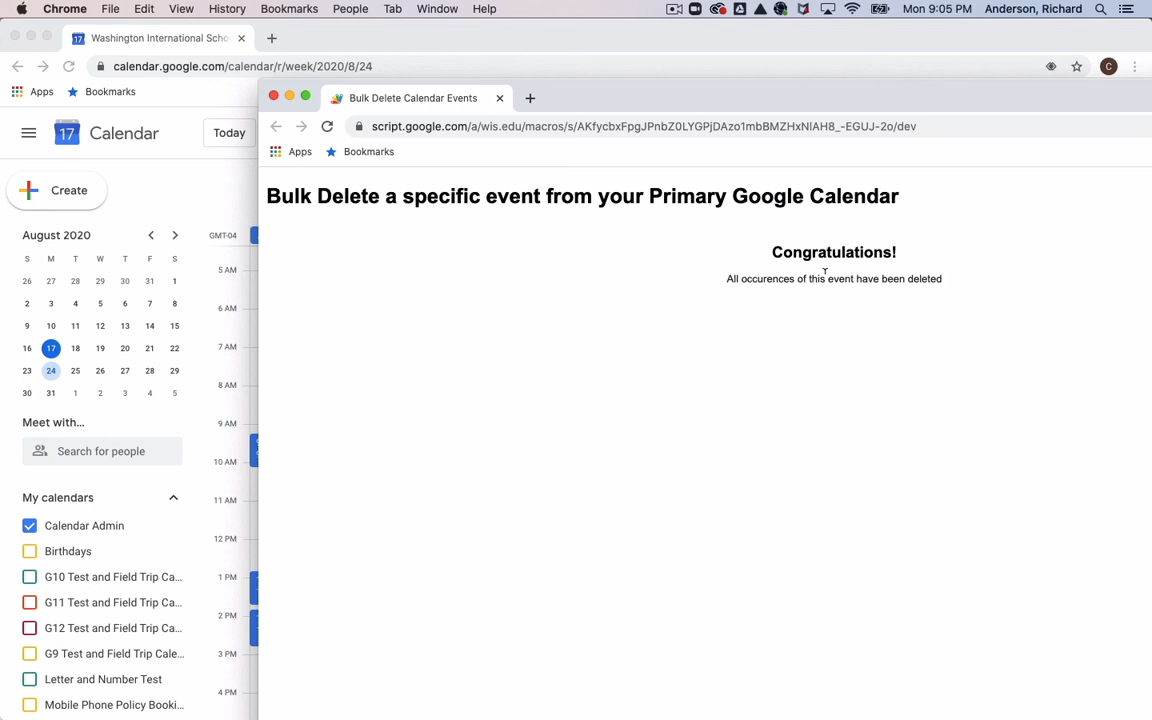 Chrome File Edit View History Bookmarks People Tab Window Help Mon 9:05 PM Anderson, Richard
Washington International Scho
calendar.google.com/calendar/r/week/2020/8/24 C
Apps Bookmarks
Bulk Delete Calendar Events
script.google.com/a/wis.edu/macros/s/AKfycbxFpgJPnbZ0LYGPjDAzo1mbBMZHxNlAH8_-EGUJ-2o/dev
Apps Bookmarks
17 Calendar Today
Create
Bulk Delete a specific event from your Primary Google Calendar
Congratulations!
All occurences of this event have been deleted
August 2020
S M T W T F S
26 27 28 29 30 31 1
2 3 4 5 6 7 8
9 10 11 12 13 14 15
16 17 18 19 20 21 22
23 24 25 26 27 28 29
30 31 1 2 3 4 5
Meet with...
Search for people
My calendars
Calendar Admin
Birthdays
G10 Test and Field Trip Ca...
G11 Test and Field Trip Ca...
G12 Test and Field Trip Ca...
G9 Test and Field Trip Cale...
Letter and Number Test
Mobile Phone Policy Booki...
GMT-04
5 AM
6 AM
7 AM
8 AM
9 AM
10 AM
11 AM
12 PM
1 PM
2 PM
3 PM
4 PM